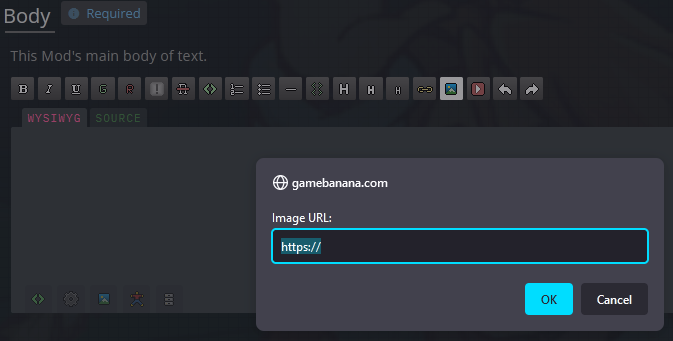 Body Required
This Mod's main body of text.
B I U G R ! H H H
WYSIWYG SOURCE
gamebanana.com
Image URL:
https://
OK Cancel